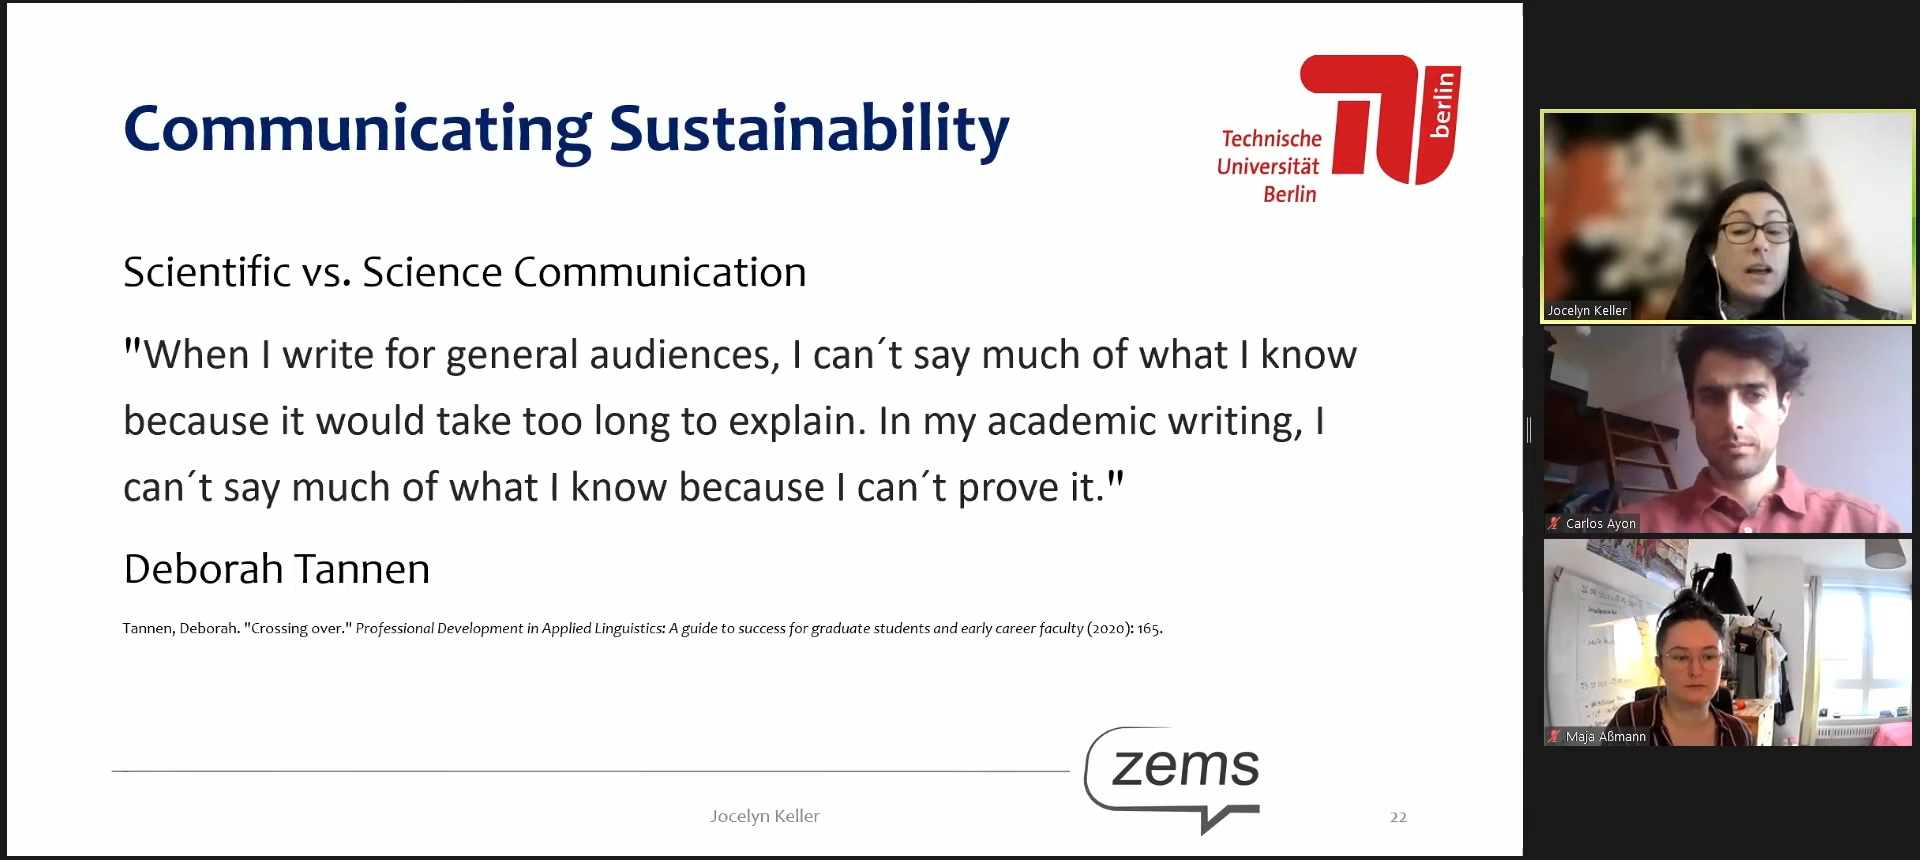 Communicating Sustainability
Technische
Universität
Berlin
berlin
Scientific vs. Science Communication
"When I write for general audiences, I can´t say much of what I know
because it would take too long to explain. In my academic writing, I
can´t say much of what I know because I can´t prove it."
Deborah Tannen
Tannen, Deborah. "Crossing over." Professional Development in Applied Linguistics: A guide to success for graduate students and early career faculty (2020): 165.
zems
Jocelyn Keller
22
Jocelyn Keller
Carlos Ayon
Maja Aßmann